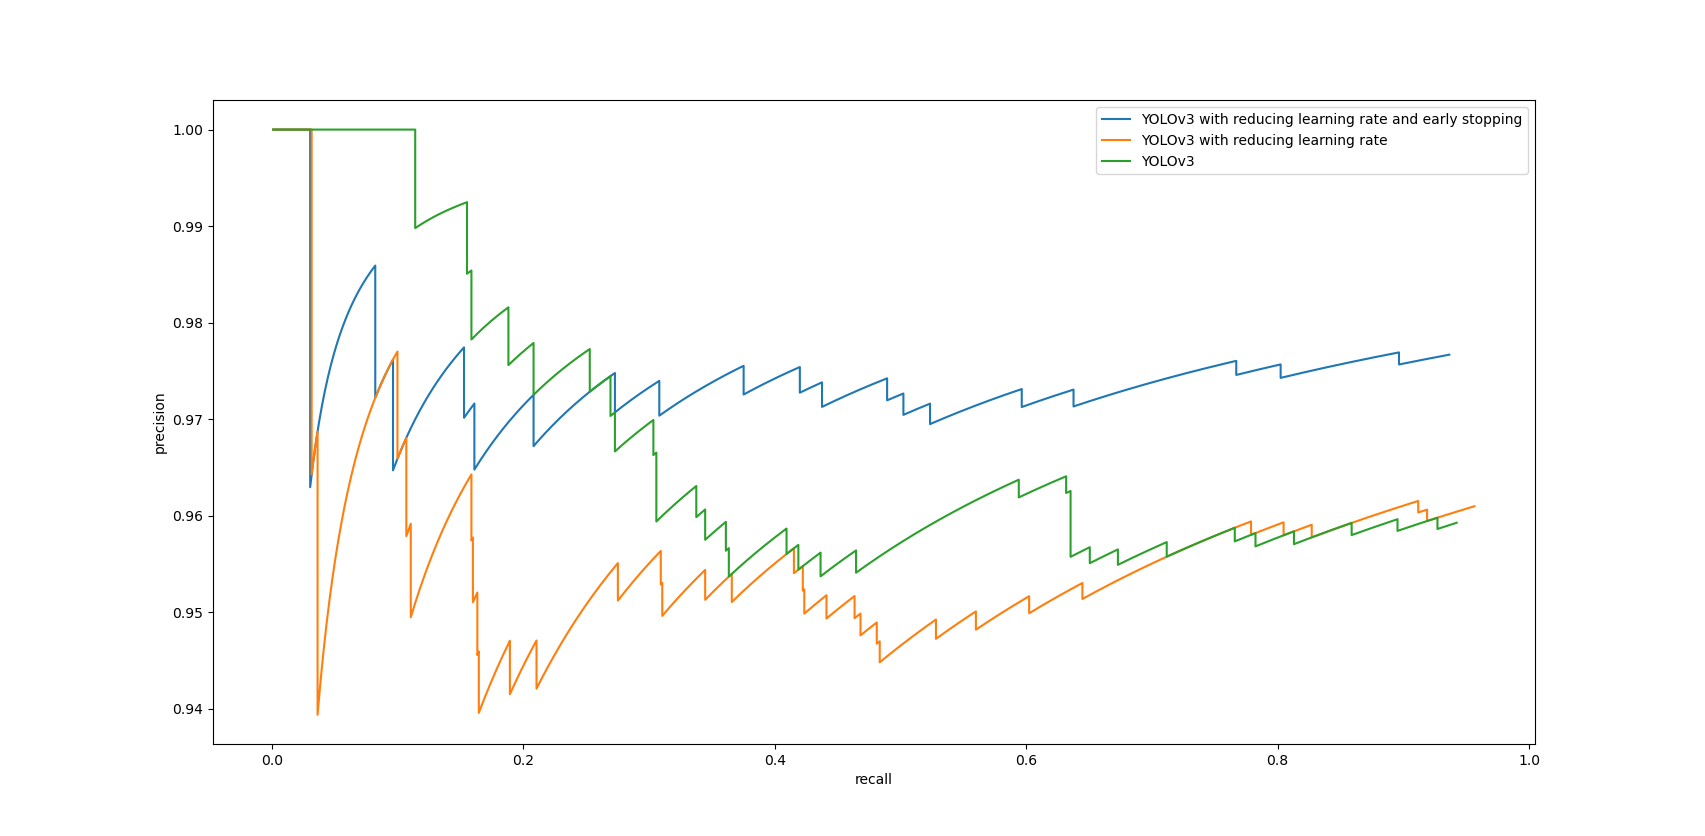 YOLOv3 with reducing learning rate and early stopping
YOLOv3 with reducing learning rate
YOLOv3
1.00
0.99
0.98
0.97
0.96
0.95
0.94
precision
0.0 0.2 0.4 0.6 0.8 1.0
recall